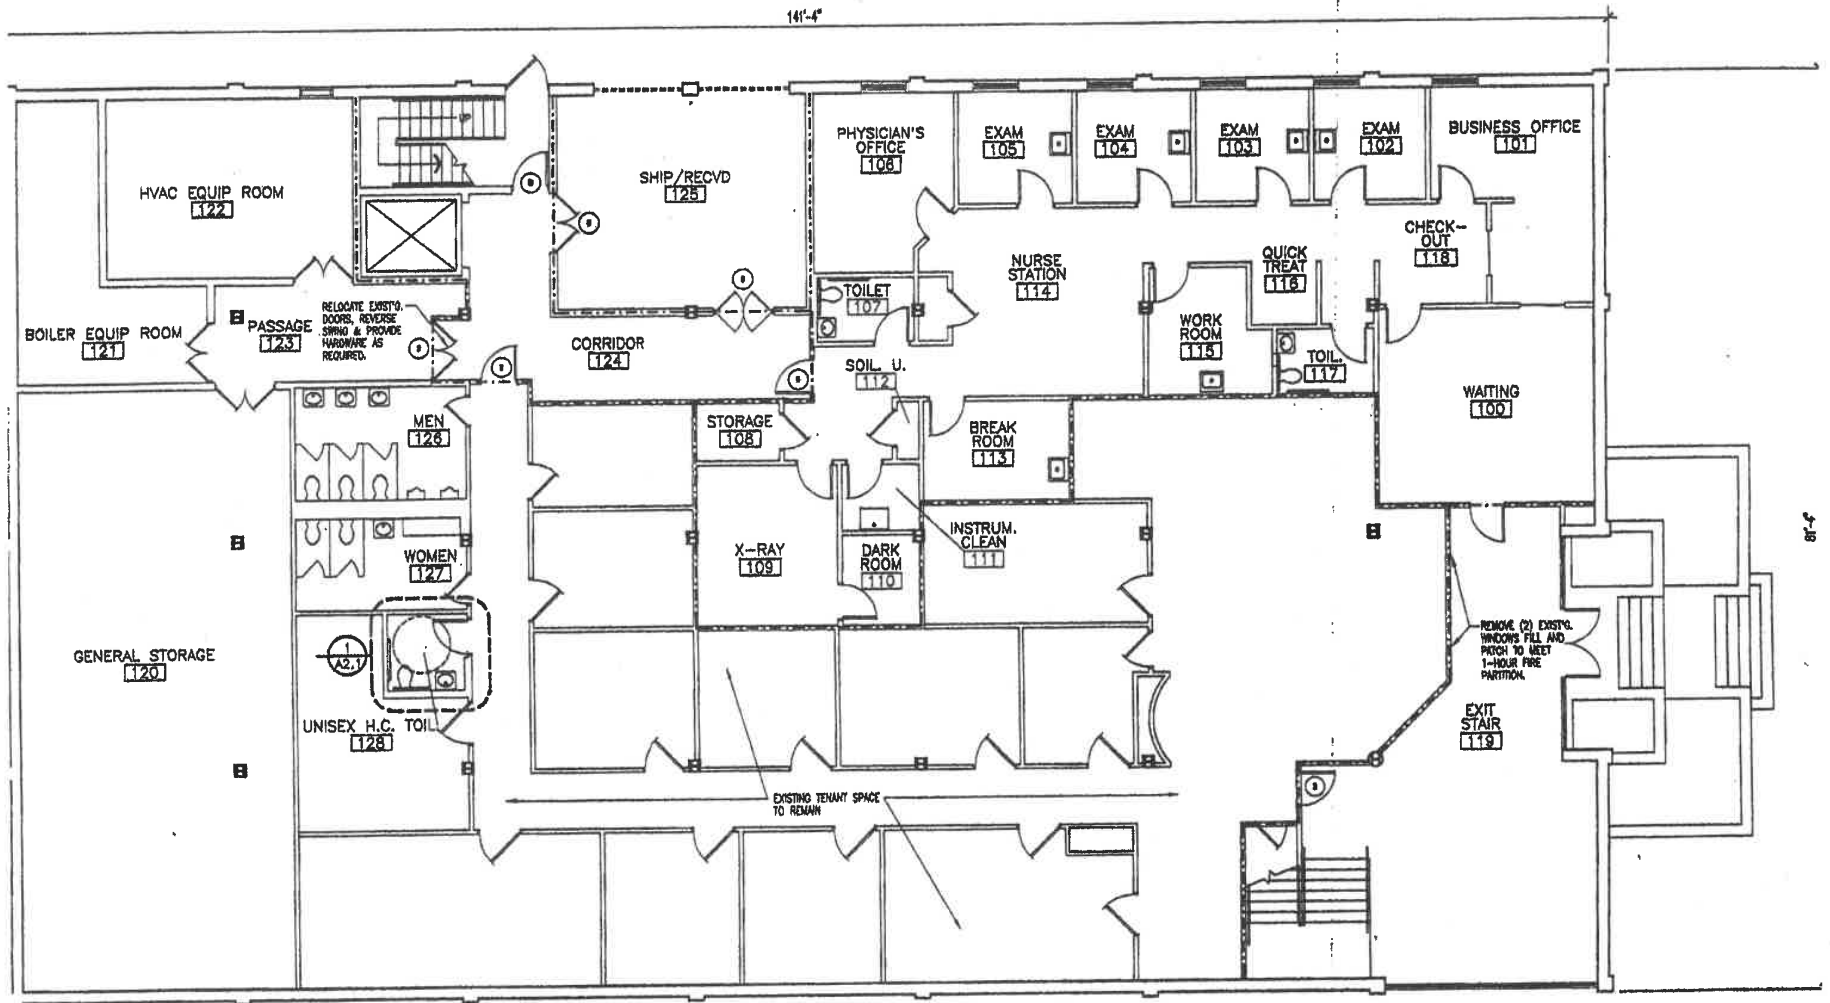 141'-4"
UP
PHYSICIAN'S
OFFICE
106
EXAM
105
EXAM
104
EXAM
103
EXAM
102
BUSINESS OFFICE
101
HVAC EQUIP ROOM
122
SHIP/RECVD
125
CHECK-
OUT
118
NURSE
STATION
114
QUICK
TREAT
116
TOILET
107
BOILER EQUIP ROOM
121
PASSAGE
123
RELOCATE EXIST'G.
DOORS, REVERSE
SWING & PROVIDE
HARDWARE AS
REQUIRED.
CORRIDOR
124
WORK
ROOM
115
TOIL.
117
SOIL. U.
112
WAITING
100
MEN
126
STORAGE
108
BREAK
ROOM
113
WOMEN
127
X-RAY
109
DARK
ROOM
110
INSTRUM.
CLEAN
111
81'-4"
GENERAL STORAGE
120
1
A2.1
UNISEX H.C. TOIL
128
REMOVE (2) EXIST'G.
WINDOWS FILL AND
PATCH TO MEET
1-HOUR FIRE
PARTITION.
EXIT
STAIR
119
EXISTING TENANT SPACE
TO REMAIN